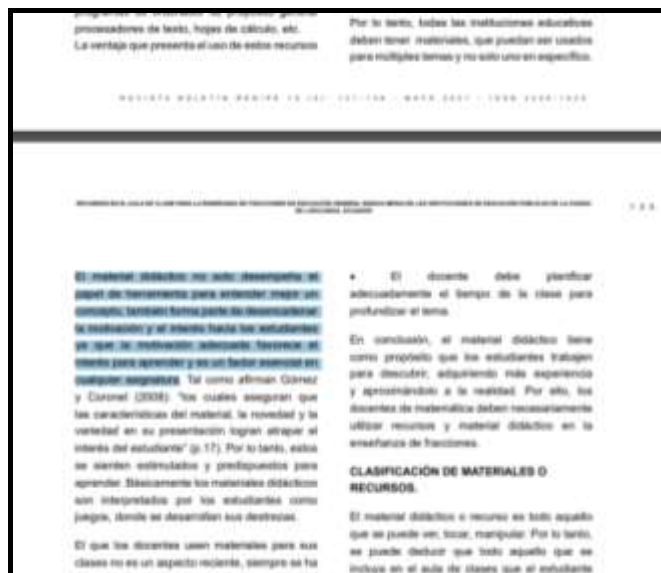 procesadores de texto, hojas de cálculo, etc.
La ventaja que presenta el uso de estos recursos
Por lo tanto, todas las instituciones educativas
deben tener materiales, que puedan ser usados
para múltiples temas y no solo uno en específico.
El material didáctico no solo desempeña el
papel de herramienta para entender mejor un
concepto, también forma parte de desencadenar
la motivación y el interés hacia los estudiantes
ya que la motivación adecuada favorece el
interés para aprender y es un factor esencial en
cualquier asignatura. Tal como afirman Gómez
y Coronel (2008): "los cuales aseguran que
las características del material, la novedad y la
variedad en su presentación logran atrapar el
interés del estudiante" (p.17). Por lo tanto, estos
se sienten estimulados y predispuestos para
aprender. Básicamente los materiales didácticos
son interpretados por los estudiantes como
juegos, donde se desarrollan sus destrezas.
El que los docentes usen materiales para sus
clases no es un aspecto reciente, siempre se ha
• El docente debe planificar
adecuadamente el tiempo de la clase para
profundizar el tema.
En conclusión, el material didáctico tiene
como propósito que los estudiantes trabajen
para descubrir, adquiriendo más experiencia
y aproximándolo a la realidad. Por ello, los
docentes de matemática deben necesariamente
utilizar recursos y material didáctico en la
enseñanza de fracciones.
CLASIFICACIÓN DE MATERIALES O
RECURSOS.
El material didáctico o recurso es todo aquello
que se puede ver, tocar, manipular. Por lo tanto,
se puede deducir que todo aquello que se
incluya en el aula de clases que el estudiante